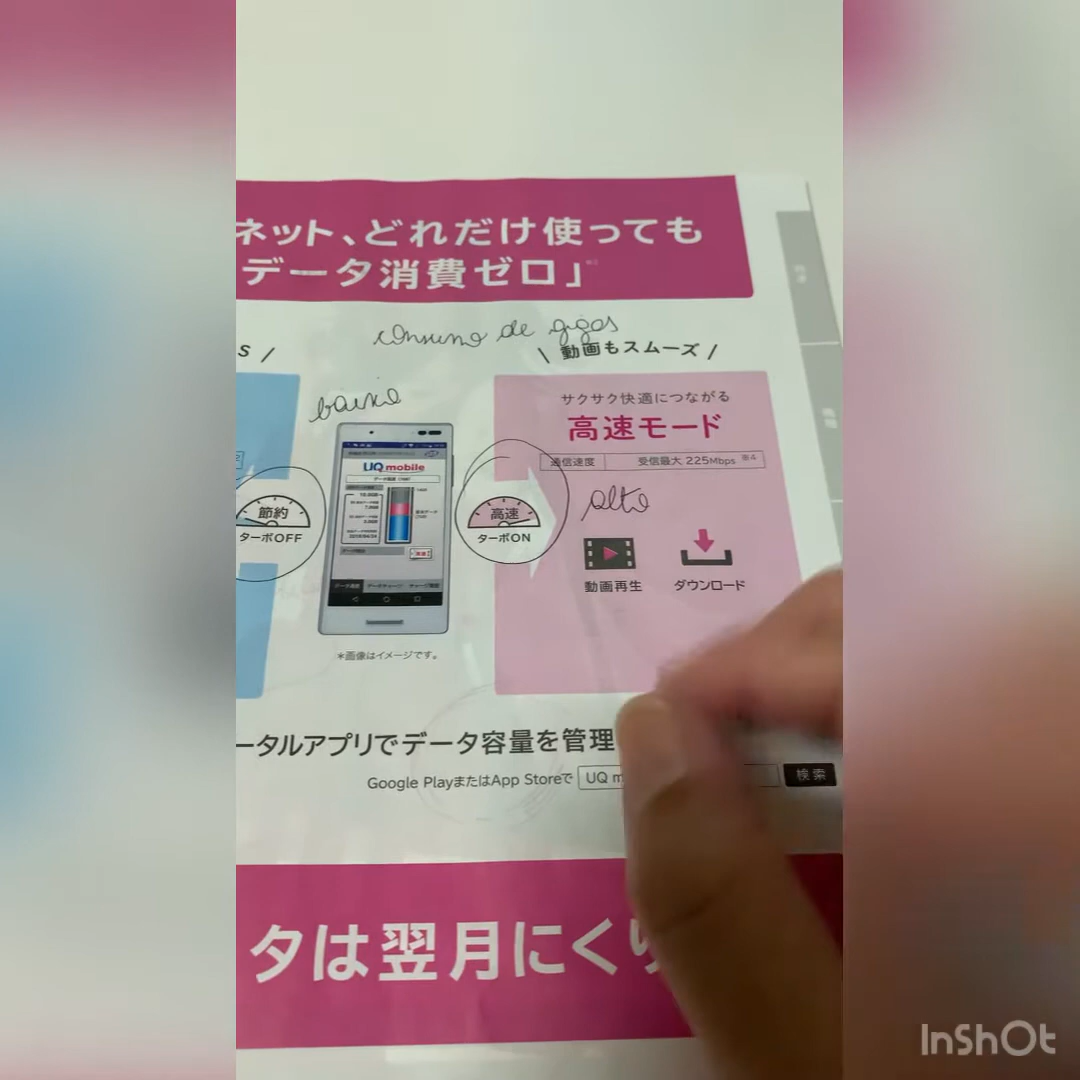 ネット、どれだけ使っても
データ消費ゼロ」
consumo de gigas
S /
\ 動画もスムーズ /
baixo
サクサク快適につながる
高速モード
通信速度 受信最大 225Mbps ※4
alto
UQ mobile
節約
ターボOFF
高速
ターボON
動画再生
ダウンロード
*画像はイメージです。
ータルアプリでデータ容量を管理
Google PlayまたはApp Storeで UQ m
検索
タは翌月にくり
InShOt